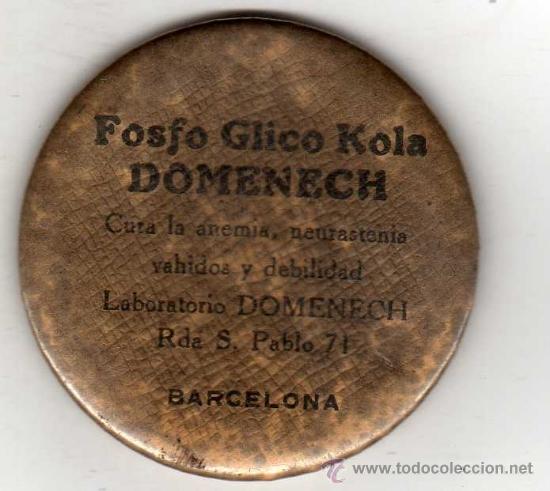 Fosfo Glico Kola
DOMENECH
Cura la anemia, neurastenia
vahidos y debilidad
Laboratorio DOMENECH
Rda S. Pablo 71
BARCELONA
www.todocoleccion.net